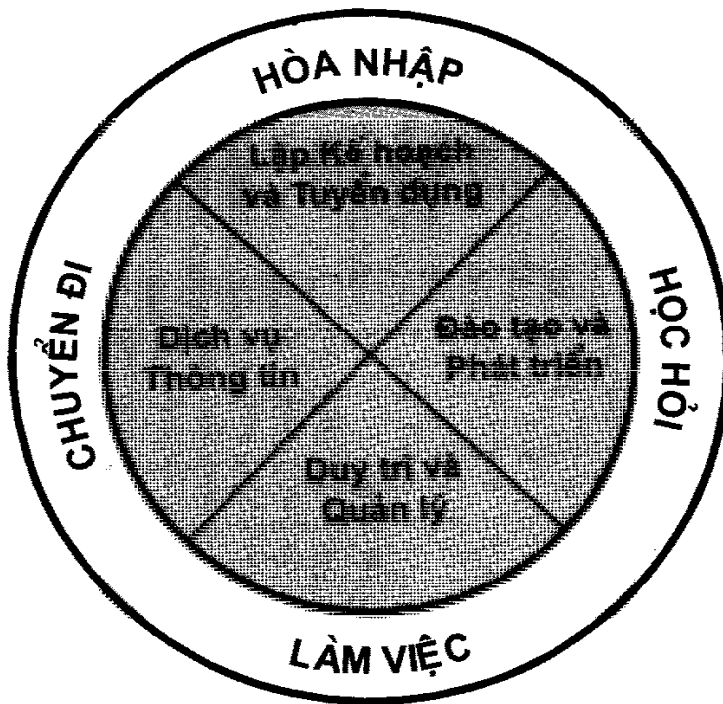 HÒA NHẬP
Lập Kế hoạch
và Tuyển dụng
CHUYỂN ĐI
Dịch vụ
Thông tin
Đào tạo và
Phát triển
HỌC HỎI
Duy trì và
Quản lý
LÀM VIỆC